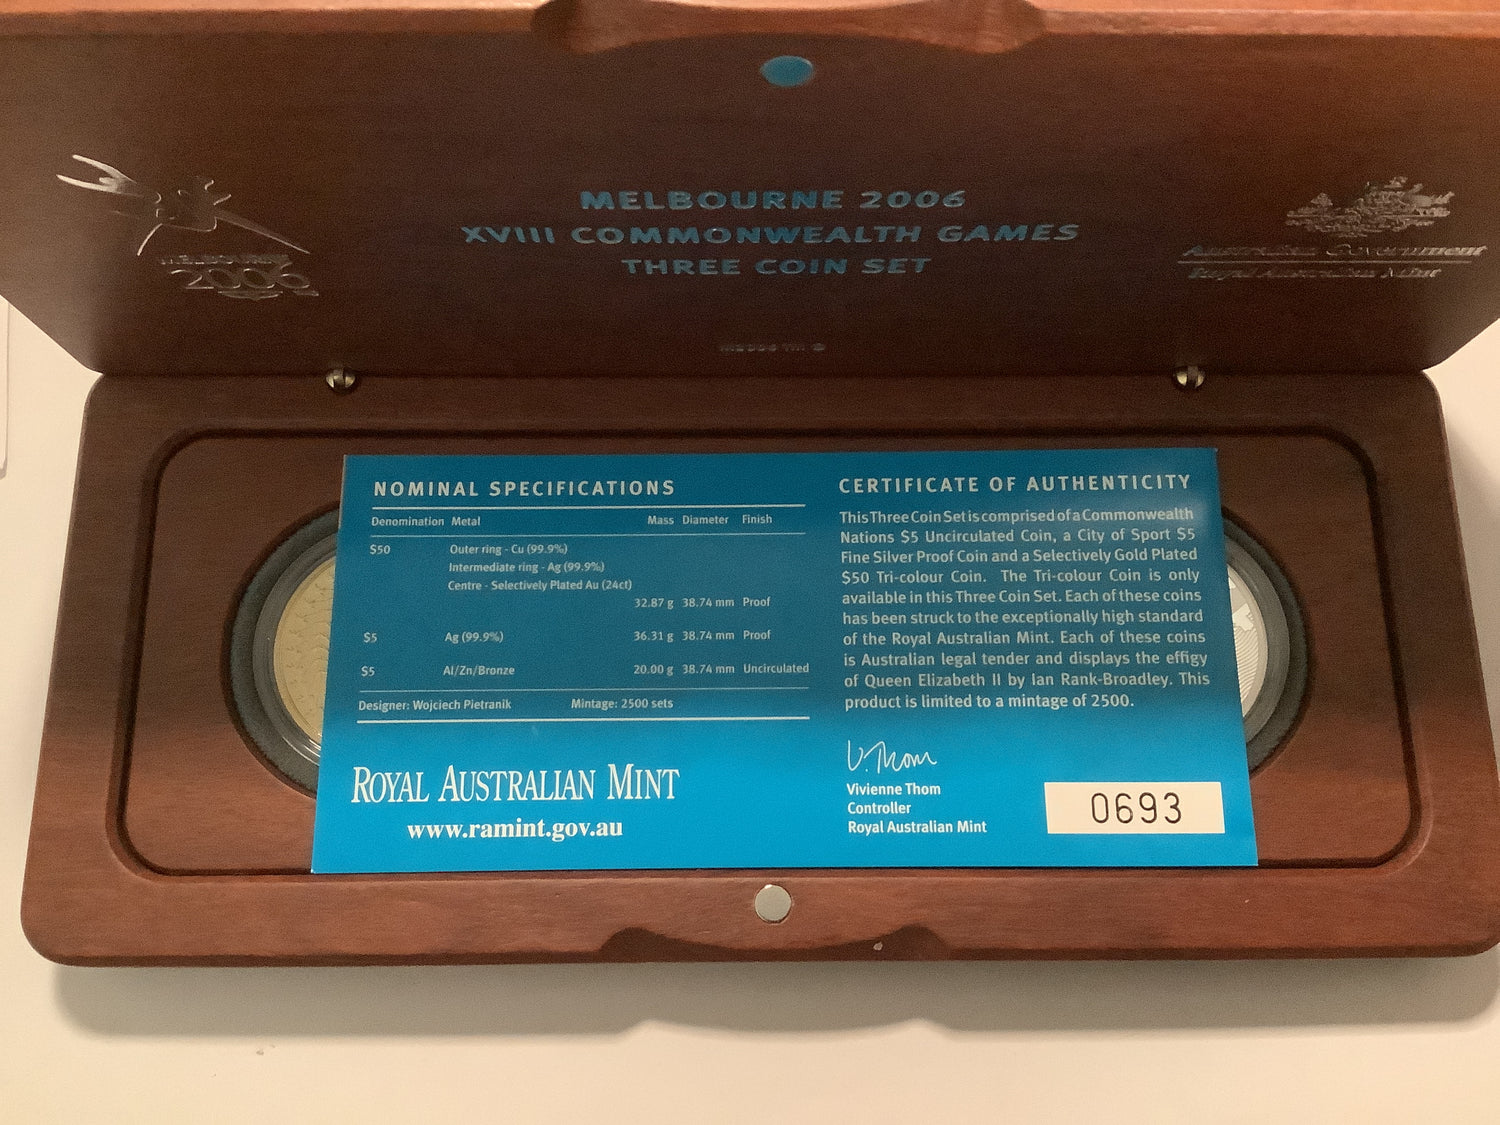 MELBOURNE 2006
XVIII COMMONWEALTH GAMES
THREE COIN SET
MELBOURNE
2006
Australian Government
Royal Australian Mint
NOMINAL SPECIFICATIONS
Denomination Metal Mass Diameter Finish
$50 Outer ring - Cu (99.9%)
Intermediate ring - Ag (99.9%)
Centre - Selectively Plated Au (24ct)
32.87 g 38.74 mm Proof
$5 Ag (99.9%) 36.31 g 38.74 mm Proof
$5 Al/Zn/Bronze 20.00 g 38.74 mm Uncirculated
Designer: Wojciech Pietranik Mintage: 2500 sets
ROYAL AUSTRALIAN MINT
www.ramint.gov.au
CERTIFICATE OF AUTHENTICITY
This Three Coin Set is comprised of a Commonwealth
Nations $5 Uncirculated Coin, a City of Sport $5
Fine Silver Proof Coin and a Selectively Gold Plated
$50 Tri-colour Coin. The Tri-colour Coin is only
available in this Three Coin Set. Each of these coins
has been struck to the exceptionally high standard
of the Royal Australian Mint. Each of these coins
is Australian legal tender and displays the effigy
of Queen Elizabeth II by Ian Rank-Broadley. This
product is limited to a mintage of 2500.
V. Thom
Vivienne Thom
Controller
Royal Australian Mint
0693